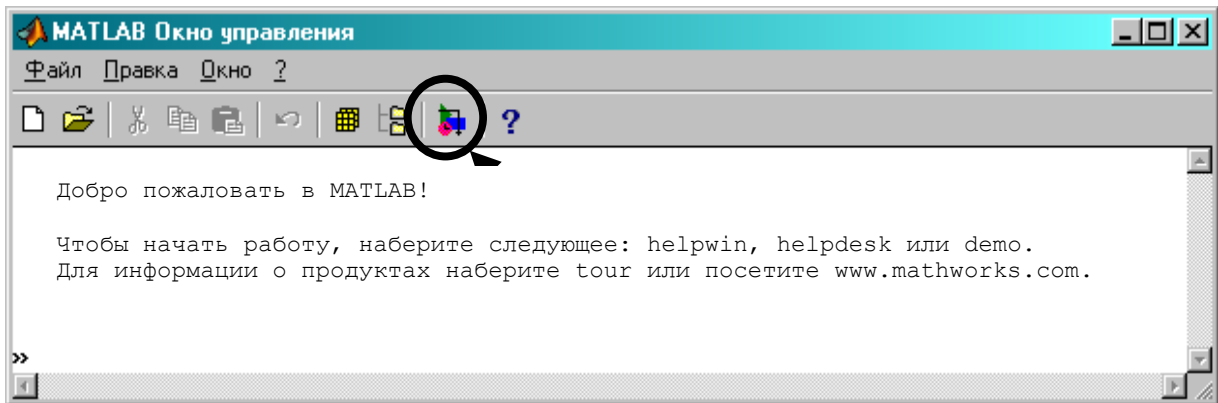 MATLAB Окно управления
Файл Правка Окно ?
?
Добро пожаловать в MATLAB!
Чтобы начать работу, наберите следующее: helpwin, helpdesk или demo.
Для информации о продуктах наберите tour или посетите www.mathworks.com.
»